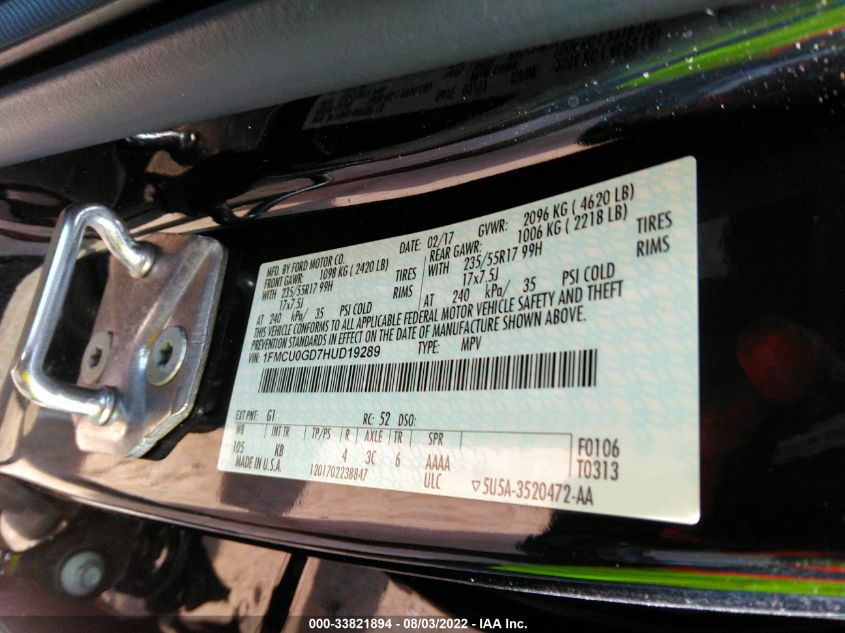 MFD. BY FORD MOTOR CO. DATE: 02/17 GVWR: 2096 KG ( 4620 LB)
FRONT GAWR: 1098 KG ( 2420 LB) REAR GAWR: 1006 KG ( 2218 LB)
WITH 235/55R17 99H TIRES WITH 235/55R17 99H TIRES
17x7.5J RIMS 17x7.5J RIMS
AT 240 kPa/ 35 PSI COLD AT 240 kPa/ 35 PSI COLD
THIS VEHICLE CONFORMS TO ALL APPLICABLE FEDERAL MOTOR VEHICLE SAFETY AND THEFT
PREVENTION STANDARDS IN EFFECT ON THE DATE OF MANUFACTURE SHOWN ABOVE.
VIN: 1FMCU0GD7HUD19289 TYPE: MPV
EXT PNT: G1 RC: 52 DSO:
WB INT TR TP/PS R AXLE TR SPR F0106
105 KB 4 3C 6 AAAA T0313
MADE IN U.S.A. 1201702238847 ULC ▽5U5A-3520472-AA
000-33821894 - 08/03/2022 - IAA Inc.